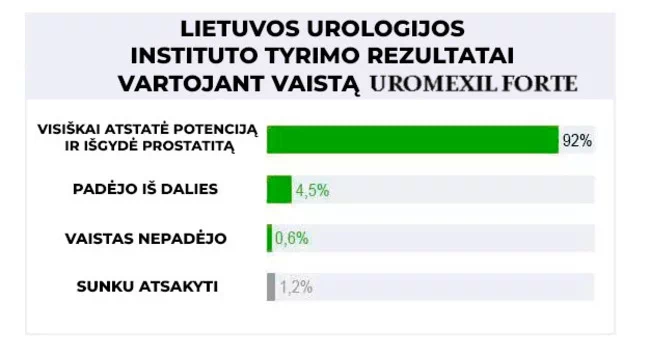 LIETUVOS UROLOGIJOS
INSTITUTO TYRIMO REZULTATAI
VARTOJANT VAISTĄ UROMEXIL FORTE
VISIŠKAI ATSTATĖ POTENCIJĄ
IR IŠGYDĖ PROSTATITĄ
92%
PADĖJO IŠ DALIES
4,5%
VAISTAS NEPADĖJO
0,6%
SUNKU ATSAKYTI
1,2%